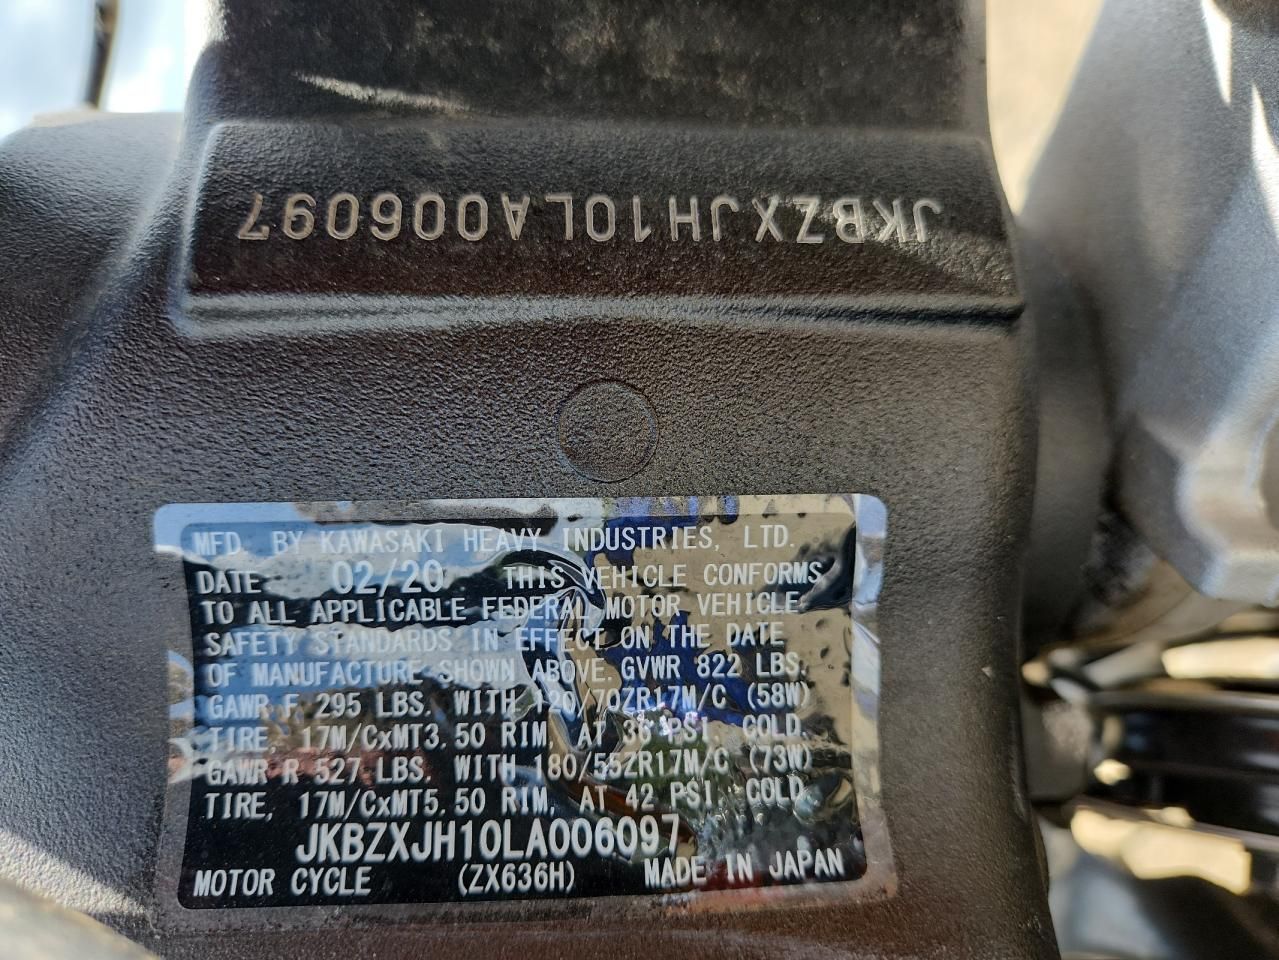 JKBZXJH10LA006097
MFD. BY KAWASAKI HEAVY INDUSTRIES, LTD.
DATE 02/20 THIS VEHICLE CONFORMS
TO ALL APPLICABLE FEDERAL MOTOR VEHICLE
SAFETY STANDARDS IN EFFECT ON THE DATE
OF MANUFACTURE SHOWN ABOVE. GVWR 822 LBS.
GAWR F 295 LBS. WITH 120/70ZR17M/C (58W)
TIRE, 17M/CxMT3.50 RIM, AT 36 PSI. COLD.
GAWR R 527 LBS. WITH 180/55ZR17M/C (73W)
TIRE, 17M/CxMT5.50 RIM, AT 42 PSI. COLD.
JKBZXJH10LA006097
MOTOR CYCLE (ZX636H) MADE IN JAPAN